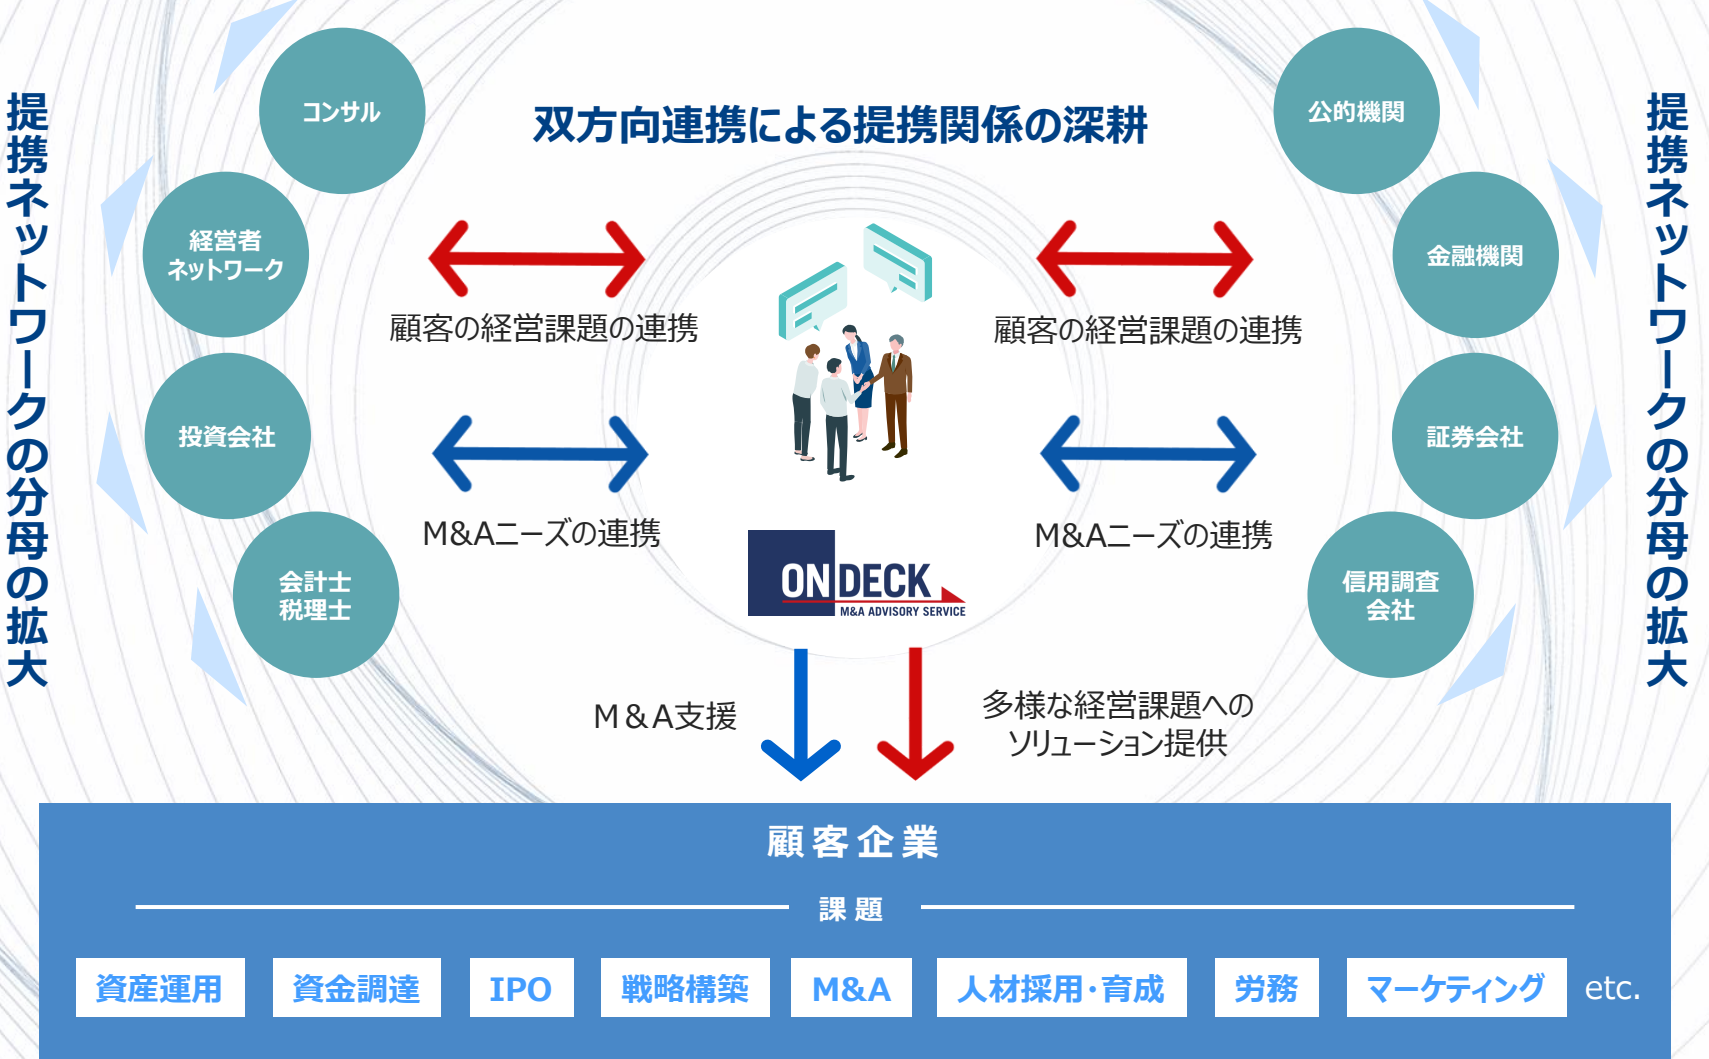 双方向連携による提携関係の深耕
提携ネットワークの分母の拡大
コンサル
経営者
ネットワーク
投資会社
会計士
税理士
顧客の経営課題の連携
M&Aニーズの連携
ON DECK
M&A ADVISORY SERVICE
顧客の経営課題の連携
M&Aニーズの連携
公的機関
金融機関
証券会社
信用調査
会社
提携ネットワークの分母の拡大
M&A支援
多様な経営課題への
ソリューション提供
顧客企業
課題
資産運用
資金調達
IPO
戦略構築
M&A
人材採用・育成
労務
マーケティング
etc.